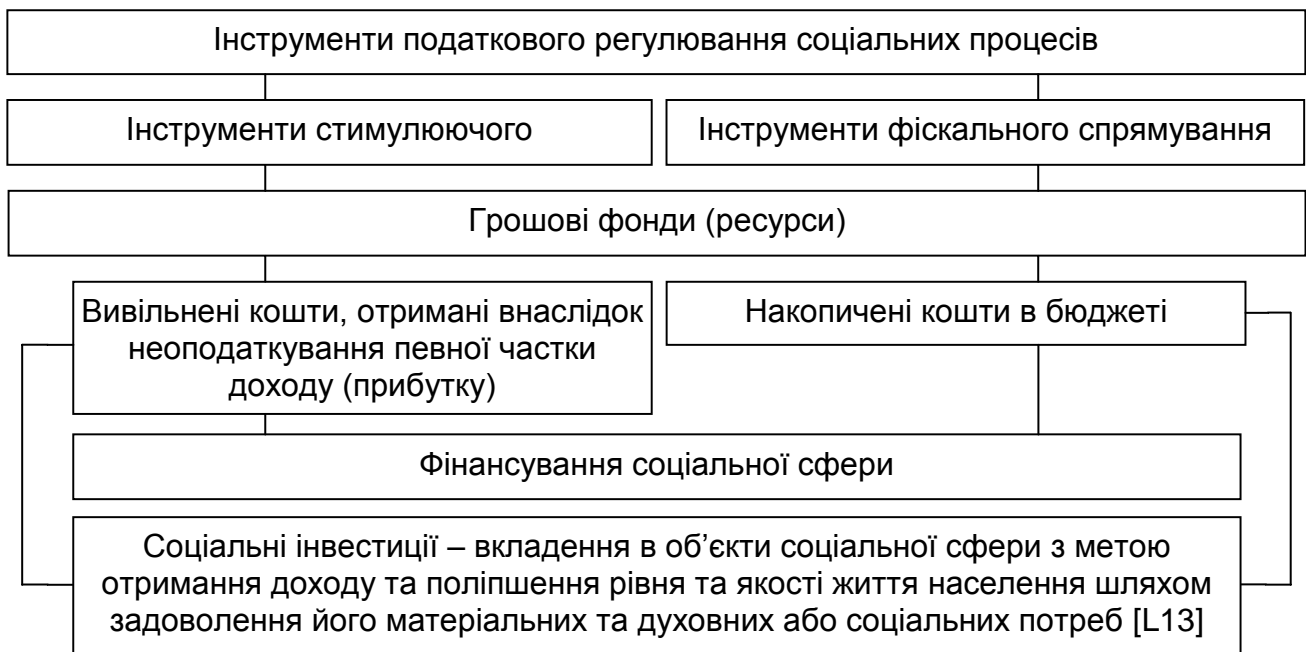 Інструменти податкового регулювання соціальних процесів
Інструменти стимулюючого
Інструменти фіскального спрямування
Грошові фонди (ресурси)
Вивільнені кошти, отримані внаслідок
неоподаткування певної частки
доходу (прибутку)
Накопичені кошти в бюджеті
Фінансування соціальної сфери
Соціальні інвестиції – вкладення в об’єкти соціальної сфери з метою
отримання доходу та поліпшення рівня та якості життя населення шляхом
задоволення його матеріальних та духовних або соціальних потреб [L13]